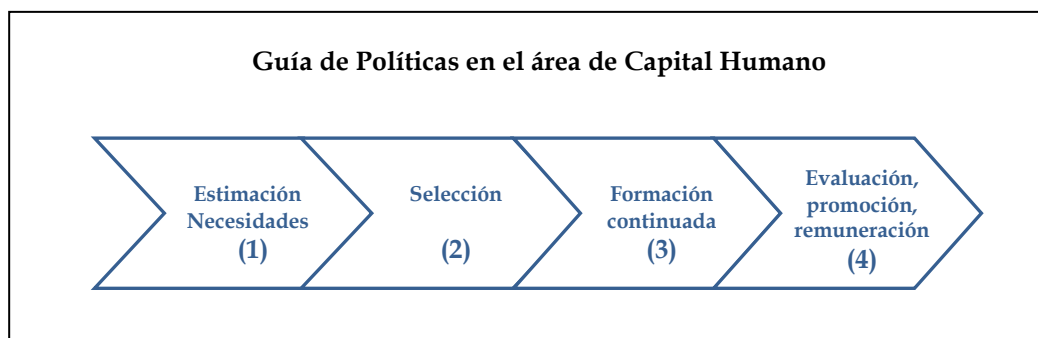 Guía de Políticas en el área de Capital Humano
Estimación
Necesidades
(1)
Selección
(2)
Formación
continuada
(3)
Evaluación,
promoción,
remuneración
(4)